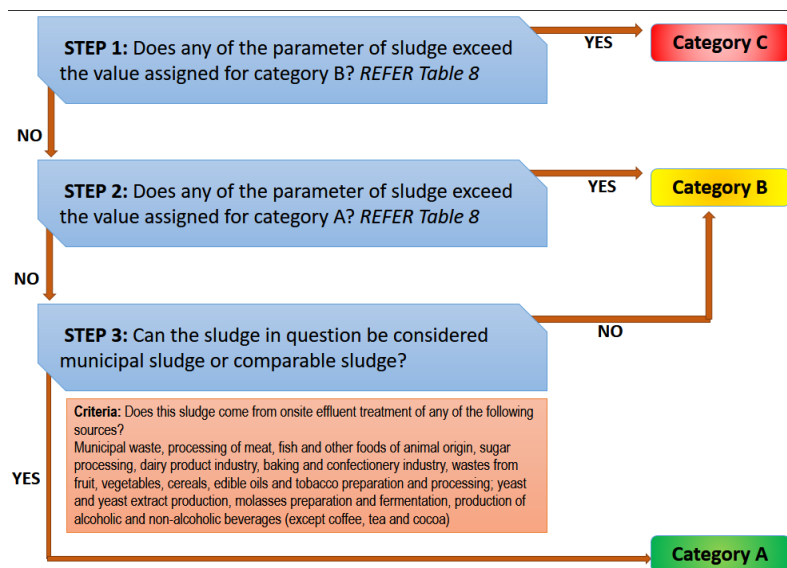 STEP 1: Does any of the parameter of sludge exceed
the value assigned for category B? REFER Table 8
YES
Category C
NO
STEP 2: Does any of the parameter of sludge exceed
the value assigned for category A? REFER Table 8
YES
Category B
NO
STEP 3: Can the sludge in question be considered
municipal sludge or comparable sludge?
NO
Criteria: Does this sludge come from onsite effluent treatment of any of the following
sources?
Municipal waste, processing of meat, fish and other foods of animal origin, sugar
processing, dairy product industry, baking and confectionery industry, wastes from
fruit, vegetables, cereals, edible oils and tobacco preparation and processing; yeast
and yeast extract production, molasses preparation and fermentation, production of
alcoholic and non-alcoholic beverages (except coffee, tea and cocoa)
YES
Category A